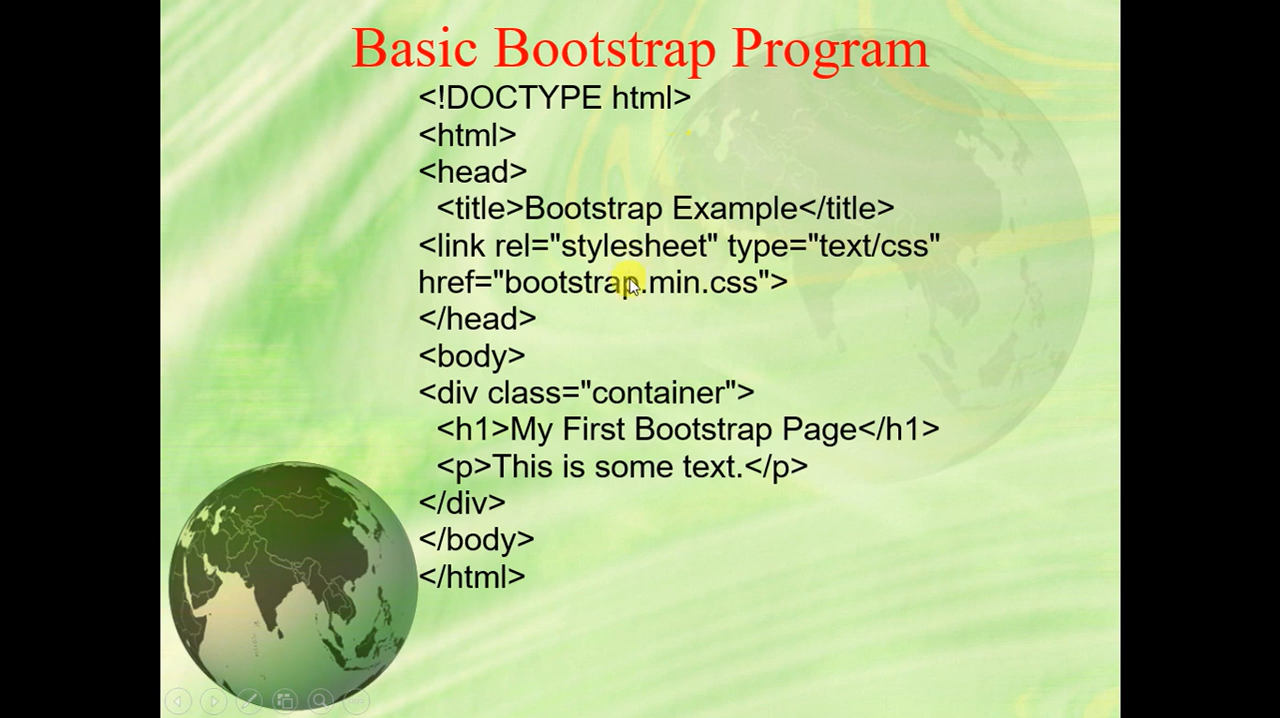 Basic Bootstrap Program
<!DOCTYPE html>
<html>
<head>
  <title>Bootstrap Example</title>
<link rel="stylesheet" type="text/css"
href="bootstrap.min.css">
</head>
<body>
<div class="container">
  <h1>My First Bootstrap Page</h1>
  <p>This is some text.</p>
</div>
</body>
</html>